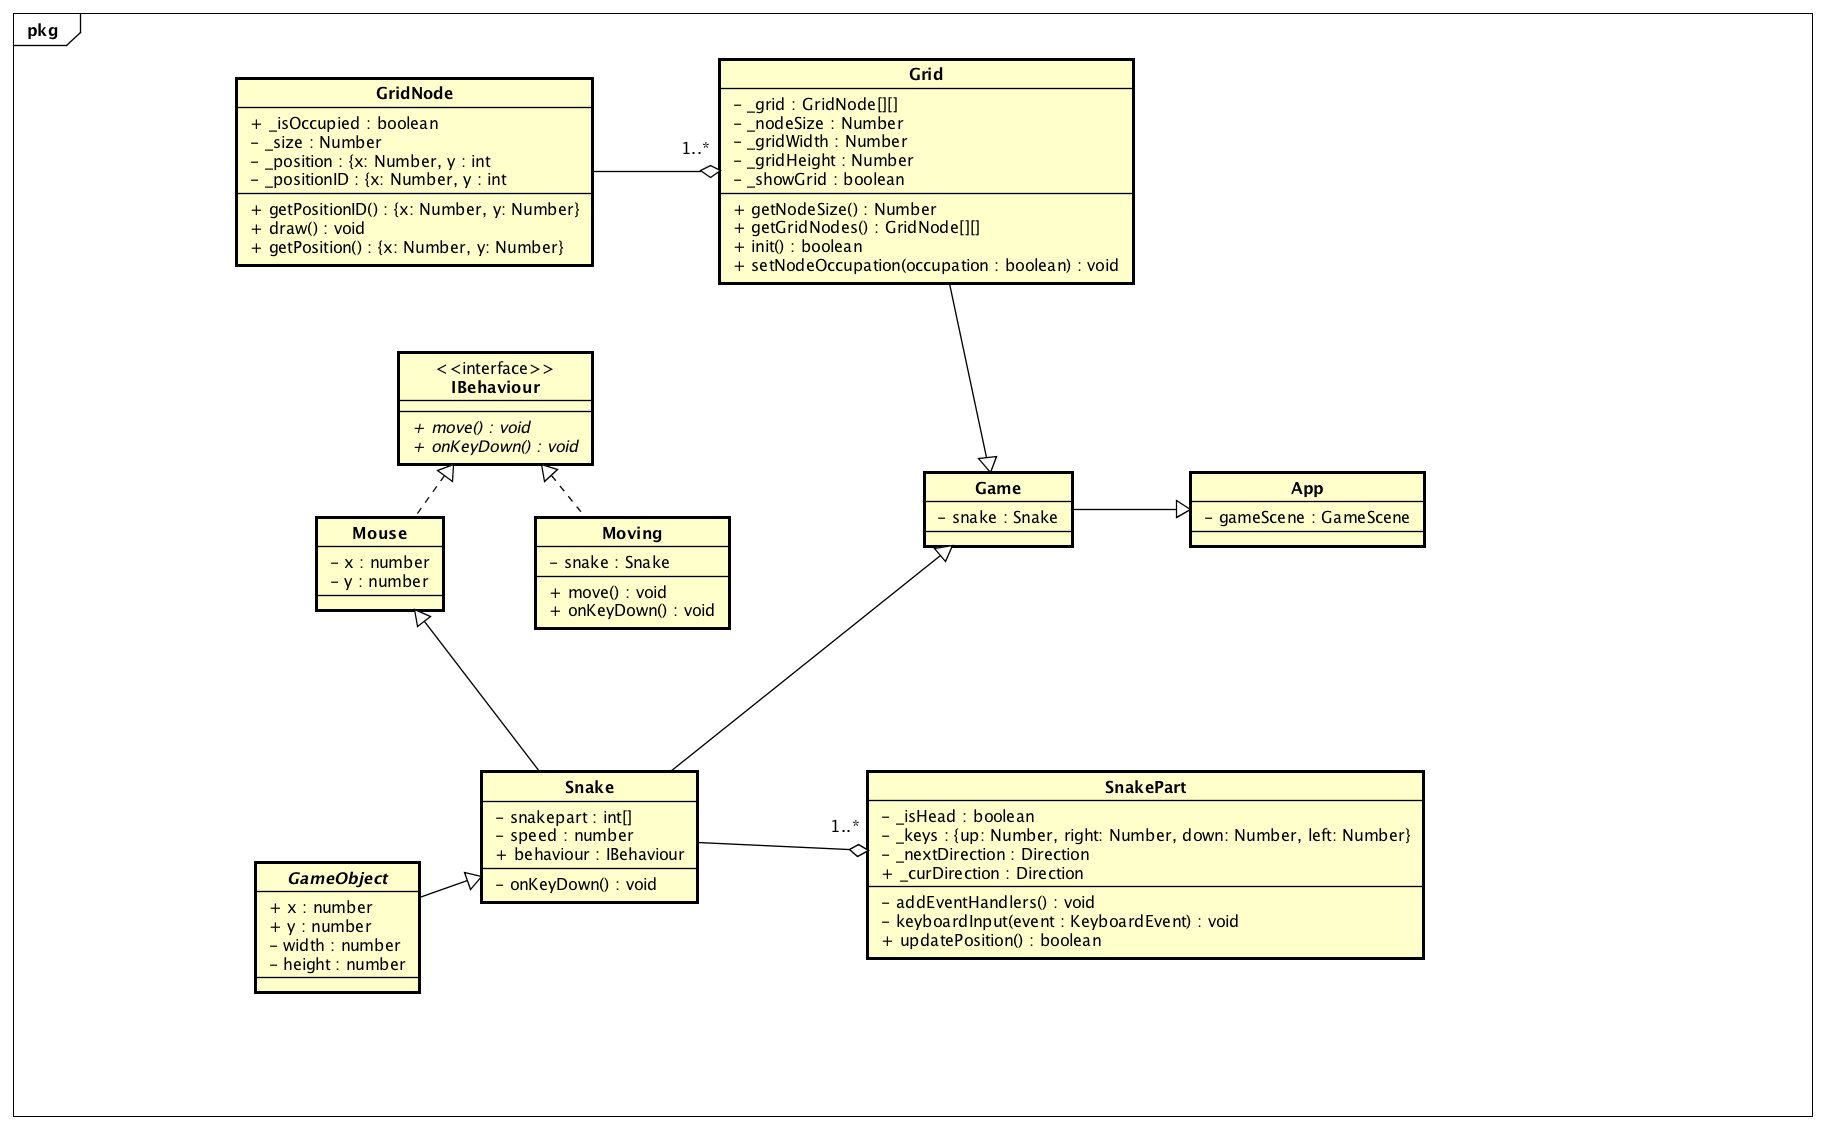 pkg
GridNode
+ _isOccupied : boolean
- _size : Number
- _position : {x: Number, y : int
- _positionID : {x: Number, y : int
+ getPositionID() : {x: Number, y: Number}
+ draw() : void
+ getPosition() : {x: Number, y: Number}
1..*
Grid
- _grid : GridNode[][]
- _nodeSize : Number
- _gridWidth : Number
- _gridHeight : Number
- _showGrid : boolean
+ getNodeSize() : Number
+ getGridNodes() : GridNode[][]
+ init() : boolean
+ setNodeOccupation(occupation : boolean) : void
<<interface>>
IBehaviour
+ move() : void
+ onKeyDown() : void
Mouse
- x : number
- y : number
Moving
- snake : Snake
+ move() : void
+ onKeyDown() : void
Game
- snake : Snake
App
- gameScene : GameScene
Snake
- snakepart : int[]
- speed : number
+ behaviour : IBehaviour
- onKeyDown() : void
1..*
SnakePart
- _isHead : boolean
- _keys : {up: Number, right: Number, down: Number, left: Number}
- _nextDirection : Direction
+ _curDirection : Direction
- addEventHandlers() : void
- keyboardInput(event : KeyboardEvent) : void
+ updatePosition() : boolean
GameObject
+ x : number
+ y : number
- width : number
- height : number